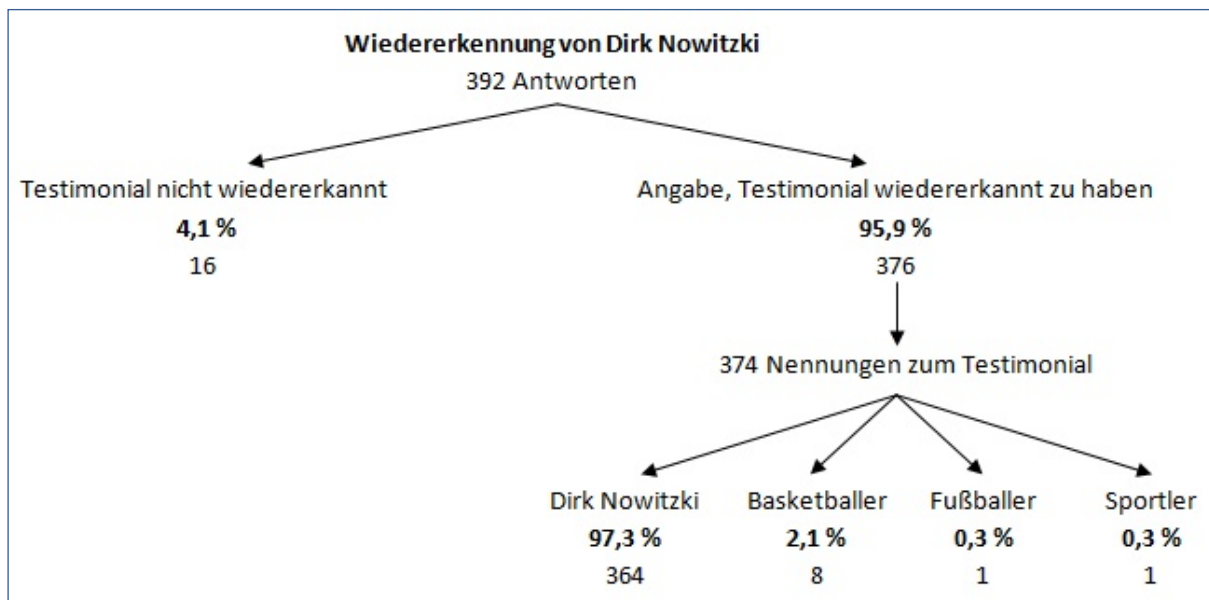 Wiedererkennung von Dirk Nowitzki
392 Antworten
Testimonial nicht wiedererkannt
4,1 %
16
Angabe, Testimonial wiedererkannt zu haben
95,9 %
376
374 Nennungen zum Testimonial
Dirk Nowitzki
97,3 %
364
Basketballer
2,1 %
8
Fußballer
0,3 %
1
Sportler
0,3 %
1